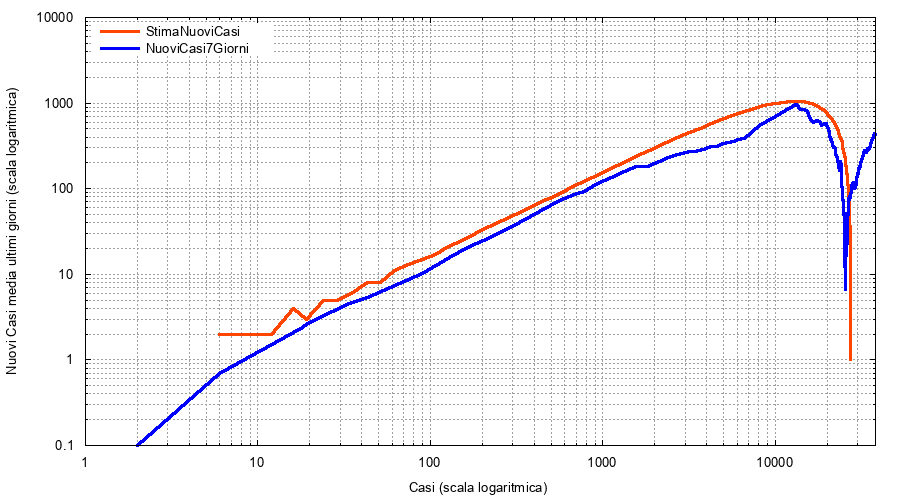 10000
1000
100
10
1
0.1
StimaNuoviCasi
NuoviCasi7Giorni
Nuovi Casi media ultimi giorni (scala logaritmica)
1
10
100
1000
10000
Casi (scala logaritmica)